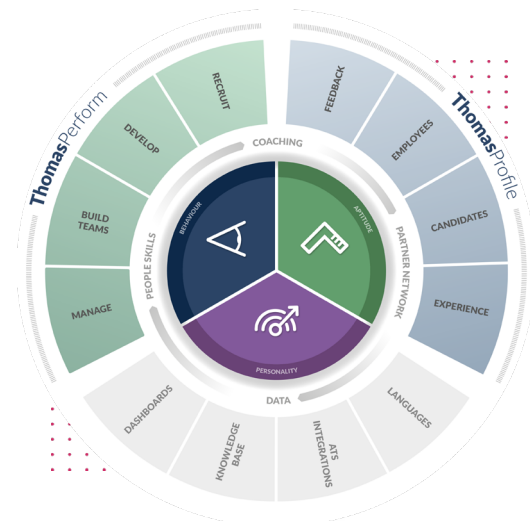 ThomasPerform
ThomasProfile
RECRUIT
FEEDBACK
DEVELOP
EMPLOYEES
BUILD
TEAMS
CANDIDATES
MANAGE
EXPERIENCE
COACHING
PEOPLE SKILLS
PARTNER NETWORK
DATA
BEHAVIOUR
APTITUDE
PERSONALITY
DASHBOARDS
KNOWLEDGE
BASE
ATS
INTEGRATIONS
LANGUAGES